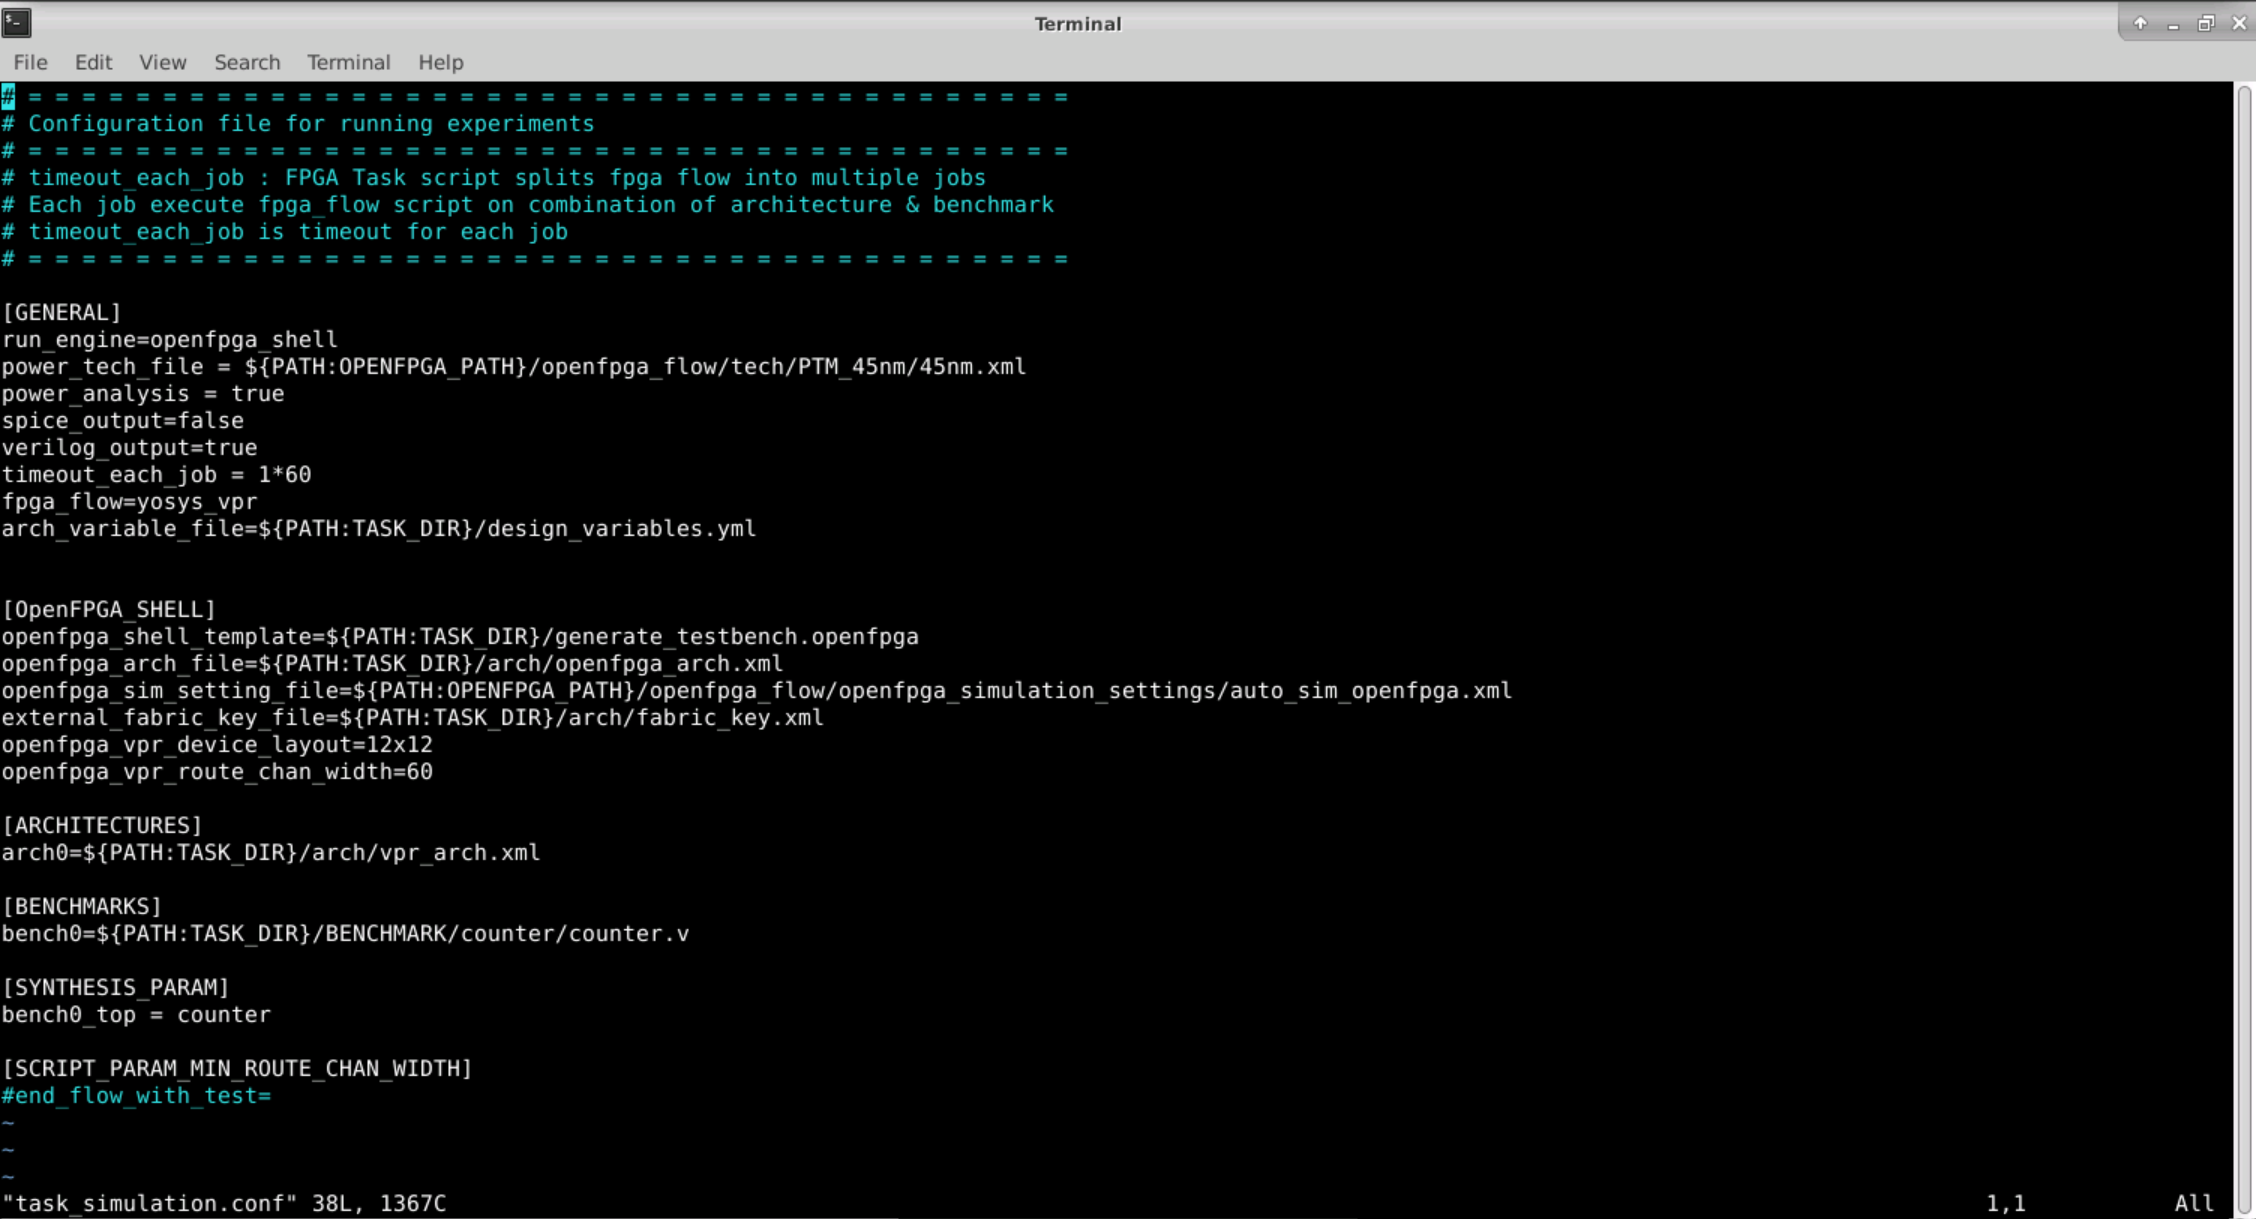 Terminal
File Edit View Search Terminal Help
# = = = = = = = = = = = = = = = = = = = = = = = = = = = = = = = = = = = = = = =
# Configuration file for running experiments
# = = = = = = = = = = = = = = = = = = = = = = = = = = = = = = = = = = = = = = =
# timeout_each_job : FPGA Task script splits fpga flow into multiple jobs
# Each job execute fpga_flow script on combination of architecture & benchmark
# timeout_each_job is timeout for each job
# = = = = = = = = = = = = = = = = = = = = = = = = = = = = = = = = = = = = = = =
[GENERAL]
run_engine=openfpga_shell
power_tech_file = ${PATH:OPENFPGA_PATH}/openfpga_flow/tech/PTM_45nm/45nm.xml
power_analysis = true
spice_output=false
verilog_output=true
timeout_each_job = 1*60
fpga_flow=yosys_vpr
arch_variable_file=${PATH:TASK_DIR}/design_variables.yml
[OpenFPGA_SHELL]
openfpga_shell_template=${PATH:TASK_DIR}/generate_testbench.openfpga
openfpga_arch_file=${PATH:TASK_DIR}/arch/openfpga_arch.xml
openfpga_sim_setting_file=${PATH:OPENFPGA_PATH}/openfpga_flow/openfpga_simulation_settings/auto_sim_openfpga.xml
external_fabric_key_file=${PATH:TASK_DIR}/arch/fabric_key.xml
openfpga_vpr_device_layout=12x12
openfpga_vpr_route_chan_width=60
[ARCHITECTURES]
arch0=${PATH:TASK_DIR}/arch/vpr_arch.xml
[BENCHMARKS]
bench0=${PATH:TASK_DIR}/BENCHMARK/counter/counter.v
[SYNTHESIS_PARAM]
bench0_top = counter
[SCRIPT_PARAM_MIN_ROUTE_CHAN_WIDTH]
#end_flow_with_test=
~
~
~
"task_simulation.conf" 38L, 1367C 1,1 All